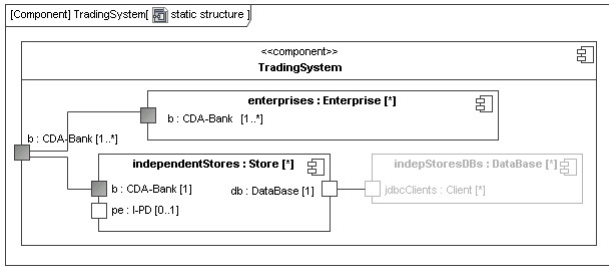 [Component] TradingSystem[ static structure ]
<<component>>
TradingSystem
enterprises : Enterprise [*]
b : CDA-Bank [1..*]
b : CDA-Bank [1..*]
independentStores : Store [*]
indepStoresDBs : DataBase [*]
b : CDA-Bank [1]
db : DataBase [1]
jdbcClients : Client [*]
pe : I-PD [0..1]